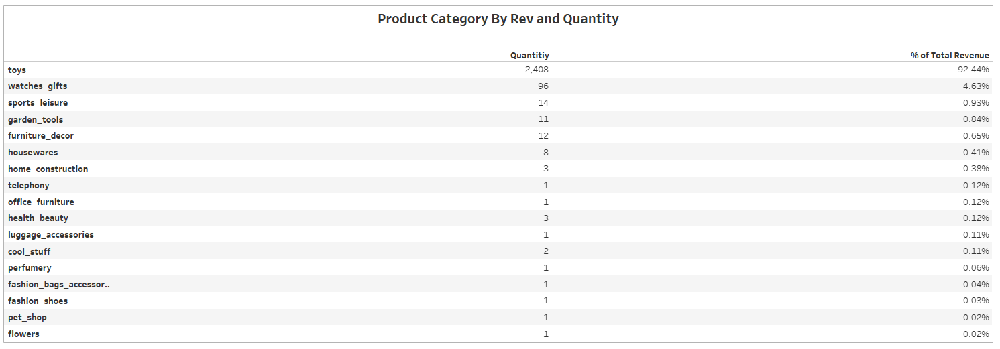 Product Category By Rev and Quantity
Quantitiy % of Total Revenue
toys 2,408 92.44%
watches_gifts 96 4.63%
sports_leisure 14 0.93%
garden_tools 11 0.84%
furniture_decor 12 0.65%
housewares 8 0.41%
home_construction 3 0.38%
telephony 1 0.12%
office_furniture 1 0.12%
health_beauty 3 0.12%
luggage_accessories 1 0.11%
cool_stuff 2 0.11%
perfumery 1 0.06%
fashion_bags_accessor.. 1 0.04%
fashion_shoes 1 0.03%
pet_shop 1 0.02%
flowers 1 0.02%